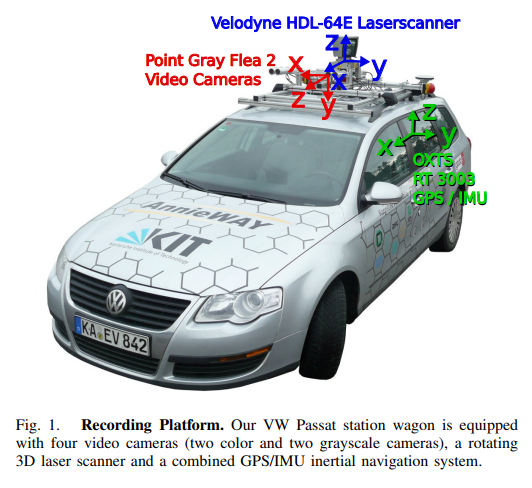 Velodyne HDL-64E Laserscanner
Point Gray Flea 2
Video Cameras
z
x
y
x
z
y
z
x
y
OXTS
RT 3003
GPS / IMU
AnnieWAY
KIT
KA EV 842
Fig. 1. Recording Platform. Our VW Passat station wagon is equipped
with four video cameras (two color and two grayscale cameras), a rotating
3D laser scanner and a combined GPS/IMU inertial navigation system.